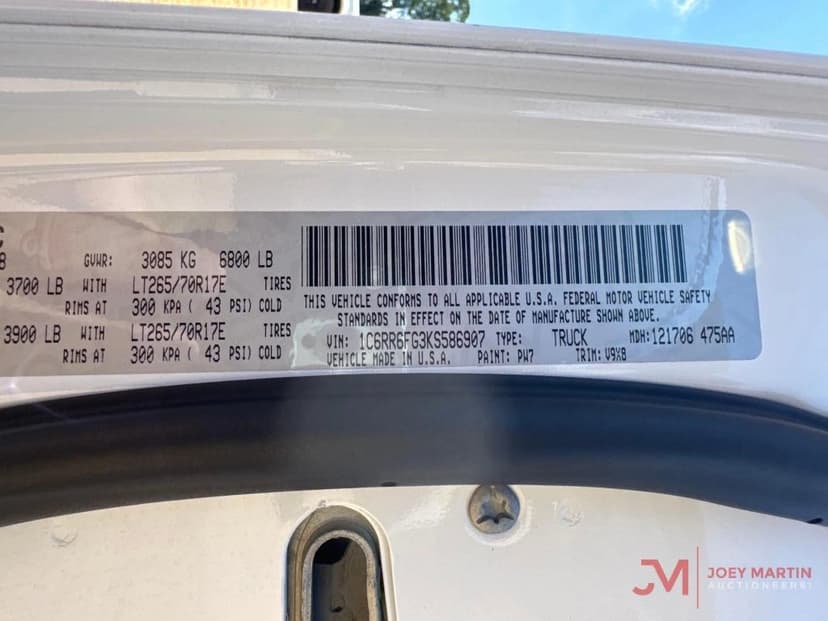 C
8 GVWR: 3085 KG 6800 LB
3700 LB WITH LT265/70R17E TIRES
RIMS AT 300 KPA ( 43 PSI) COLD
3900 LB WITH LT265/70R17E TIRES
RIMS AT 300 KPA ( 43 PSI) COLD
THIS VEHICLE CONFORMS TO ALL APPLICABLE U.S.A. FEDERAL MOTOR VEHICLE SAFETY
STANDARDS IN EFFECT ON THE DATE OF MANUFACTURE SHOWN ABOVE.
VIN: 1C6RR6FG3KS586907 TYPE: TRUCK MDH: 121706 475AA
VEHICLE MADE IN U.S.A. PAINT: PW7 TRIM: V9X8
JM JOEY MARTIN
AUCTIONEERS!